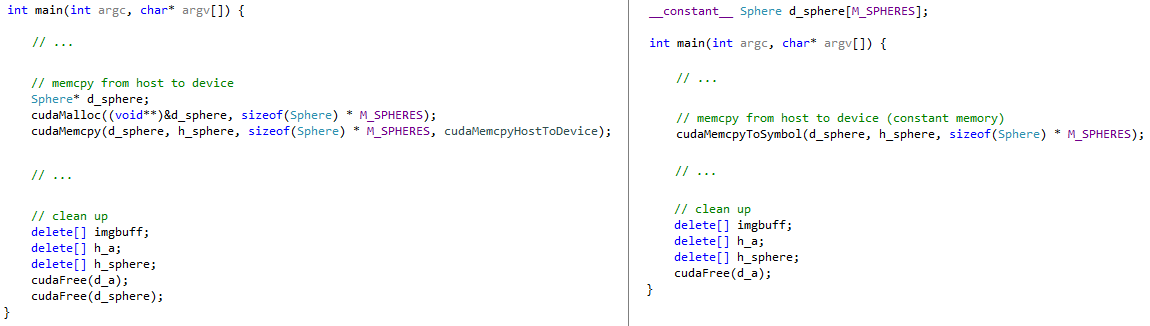 int main(int argc, char* argv[]) {
// ...
// memcpy from host to device
Sphere* d_sphere;
cudaMalloc((void**)&d_sphere, sizeof(Sphere) * M_SPHERES);
cudaMemcpy(d_sphere, h_sphere, sizeof(Sphere) * M_SPHERES, cudaMemcpyHostToDevice);
// ...
// clean up
delete[] imgbuff;
delete[] h_a;
delete[] h_sphere;
cudaFree(d_a);
cudaFree(d_sphere);
}
__constant__ Sphere d_sphere[M_SPHERES];
int main(int argc, char* argv[]) {
// ...
// memcpy from host to device (constant memory)
cudaMemcpyToSymbol(d_sphere, h_sphere, sizeof(Sphere) * M_SPHERES);
// ...
// clean up
delete[] imgbuff;
delete[] h_a;
delete[] h_sphere;
cudaFree(d_a);
}